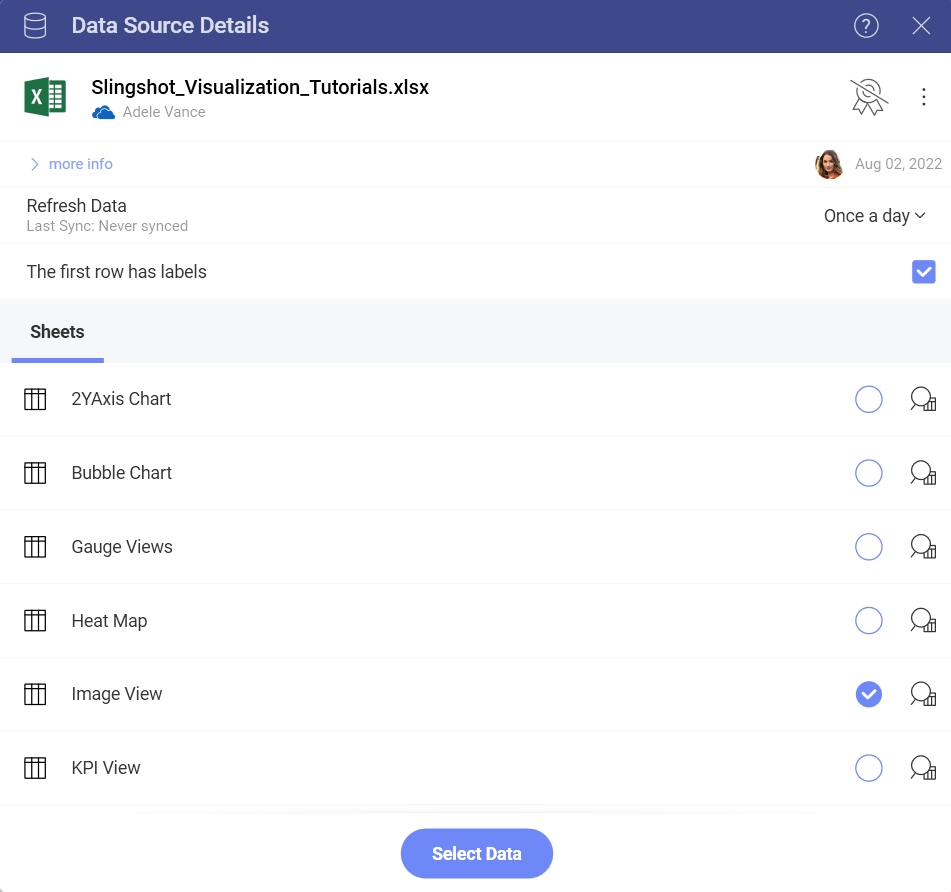 Data Source Details
?
X
Slingshot_Visualization_Tutorials.xlsx
Adele Vance
more info
Aug 02, 2022
Refresh Data
Last Sync: Never synced
Once a day
The first row has labels
Sheets
2YAxis Chart
Bubble Chart
Gauge Views
Heat Map
Image View
KPI View
Select Data